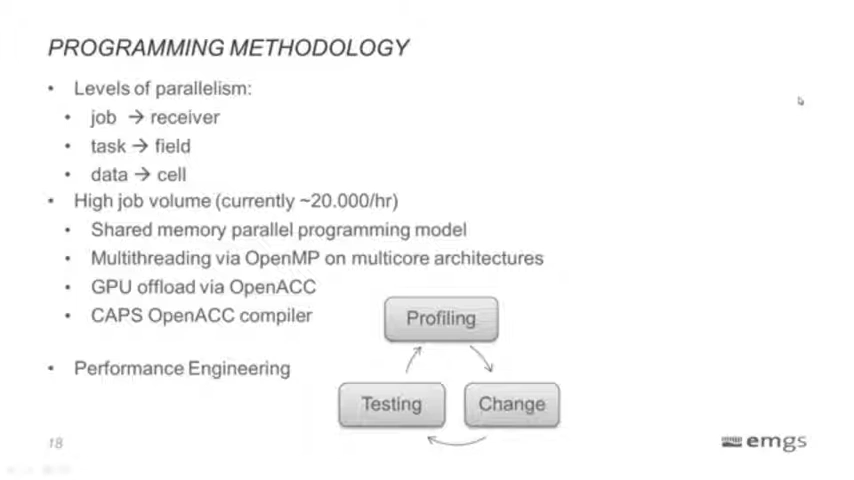 PROGRAMMING METHODOLOGY
• Levels of parallelism:
• job → receiver
• task → field
• data → cell
• High job volume (currently ~20.000/hr)
• Shared memory parallel programming model
• Multithreading via OpenMP on multicore architectures
• GPU offload via OpenACC
• CAPS OpenACC compiler
• Performance Engineering
Profiling
Testing
Change
18
emgs